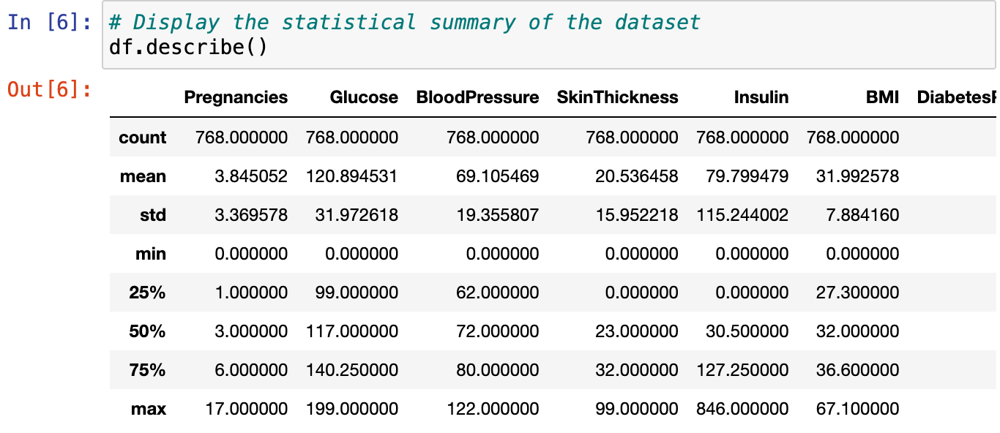 In [6]: # Display the statistical summary of the dataset
df.describe()
Out[6]:
Pregnancies Glucose BloodPressure SkinThickness Insulin BMI DiabetesP
count 768.000000 768.000000 768.000000 768.000000 768.000000 768.000000
mean 3.845052 120.894531 69.105469 20.536458 79.799479 31.992578
std 3.369578 31.972618 19.355807 15.952218 115.244002 7.884160
min 0.000000 0.000000 0.000000 0.000000 0.000000 0.000000
25% 1.000000 99.000000 62.000000 0.000000 0.000000 27.300000
50% 3.000000 117.000000 72.000000 23.000000 30.500000 32.000000
75% 6.000000 140.250000 80.000000 32.000000 127.250000 36.600000
max 17.000000 199.000000 122.000000 99.000000 846.000000 67.100000